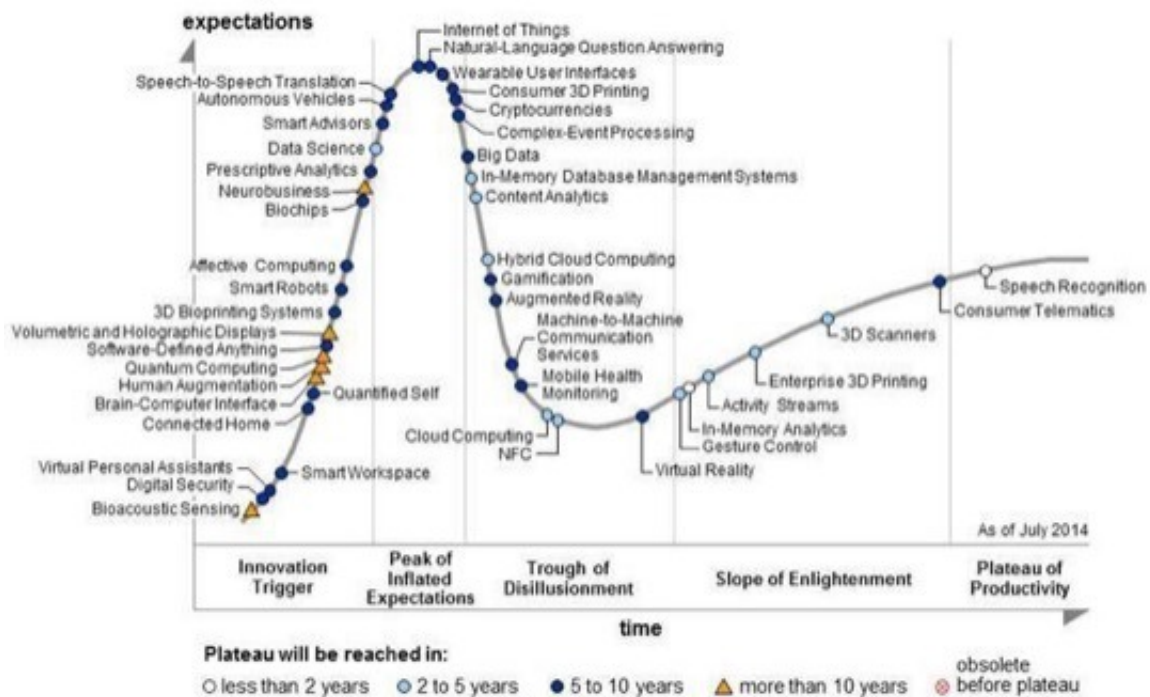 expectations
Internet of Things
Natural-Language Question Answering
Wearable User Interfaces
Speech-to-Speech Translation
Consumer 3D Printing
Autonomous Vehicles
Cryptocurrencies
Smart Advisors
Complex-Event Processing
Data Science
Big Data
Prescriptive Analytics
In-Memory Database Management Systems
Neurobusiness
Content Analytics
Biochips
Hybrid Cloud Computing
Affective Computing
Gamification
Smart Robots
Augmented Reality
3D Bioprinting Systems
Machine-to-Machine
Communication
Services
Volumetric and Holographic Displays
Software-Defined Anything
Quantum Computing
Mobile Health
Monitoring
Human Augmentation
Brain-Computer Interface
Quantified Self
Connected Home
Cloud Computing
NFC
Virtual Personal Assistants
Smart Workspace
Digital Security
Bioacoustic Sensing
Speech Recognition
Consumer Telematics
3D Scanners
Enterprise 3D Printing
Activity Streams
In-Memory Analytics
Gesture Control
Virtual Reality
As of July 2014
Innovation
Trigger
Peak of
Inflated
Expectations
Trough of
Disillusionment
Slope of Enlightenment
Plateau of
Productivity
time
Plateau will be reached in:
less than 2 years
2 to 5 years
5 to 10 years
more than 10 years
obsolete
before plateau